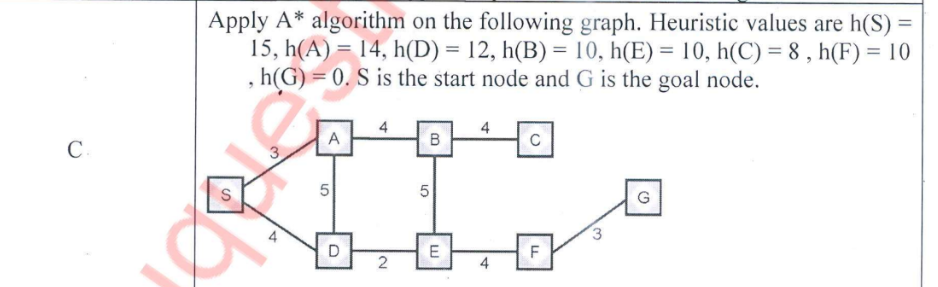 Apply A* algorithm on the following graph. Heuristic values are h(S) =
15, h(A) = 14, h(D) = 12, h(B) = 10, h(E) = 10, h(C) = 8 , h(F) = 10
, h(G) = 0. S is the start node and G is the goal node.
C
A 4 B 4 C
3
S 5 5 G
4 3
D 2 E 4 F
ques